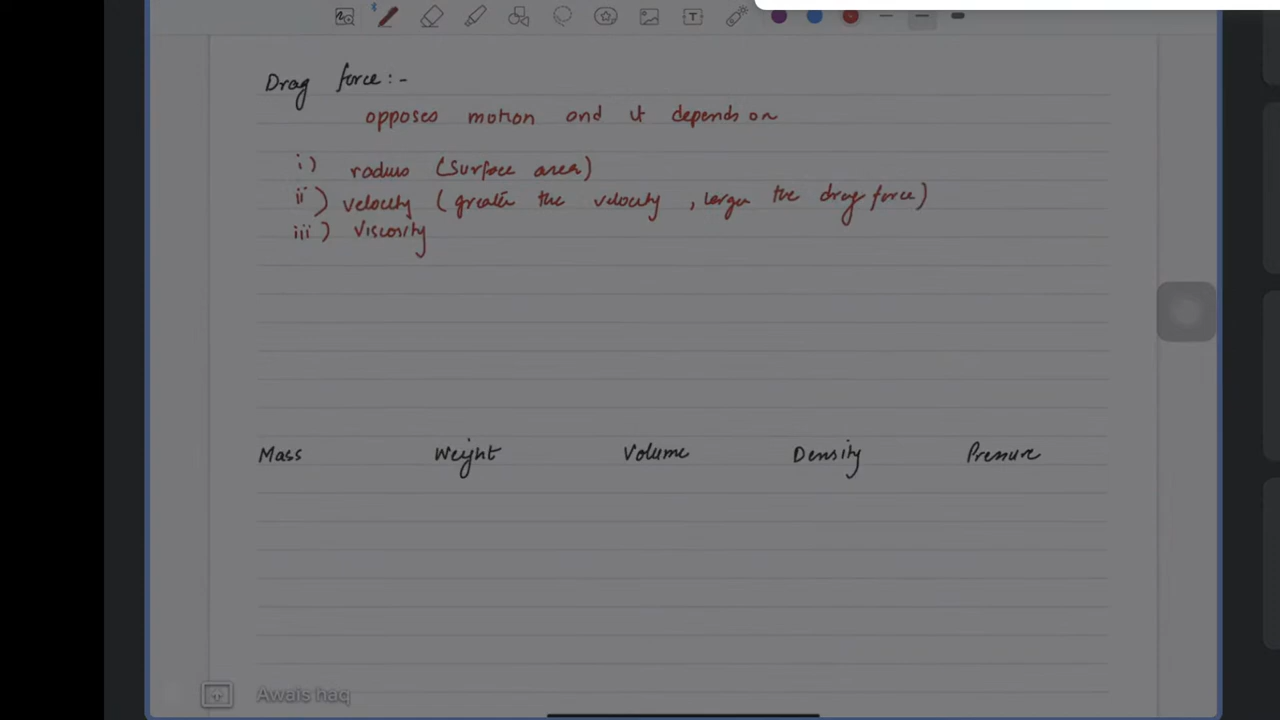 Drag force :-
opposes motion and it depends on
i) radius (surface area)
ii) velocity (greater the velocity, larger the drag force)
iii) Viscosity
Mass Weight Volume Density Pressure
Awais haq